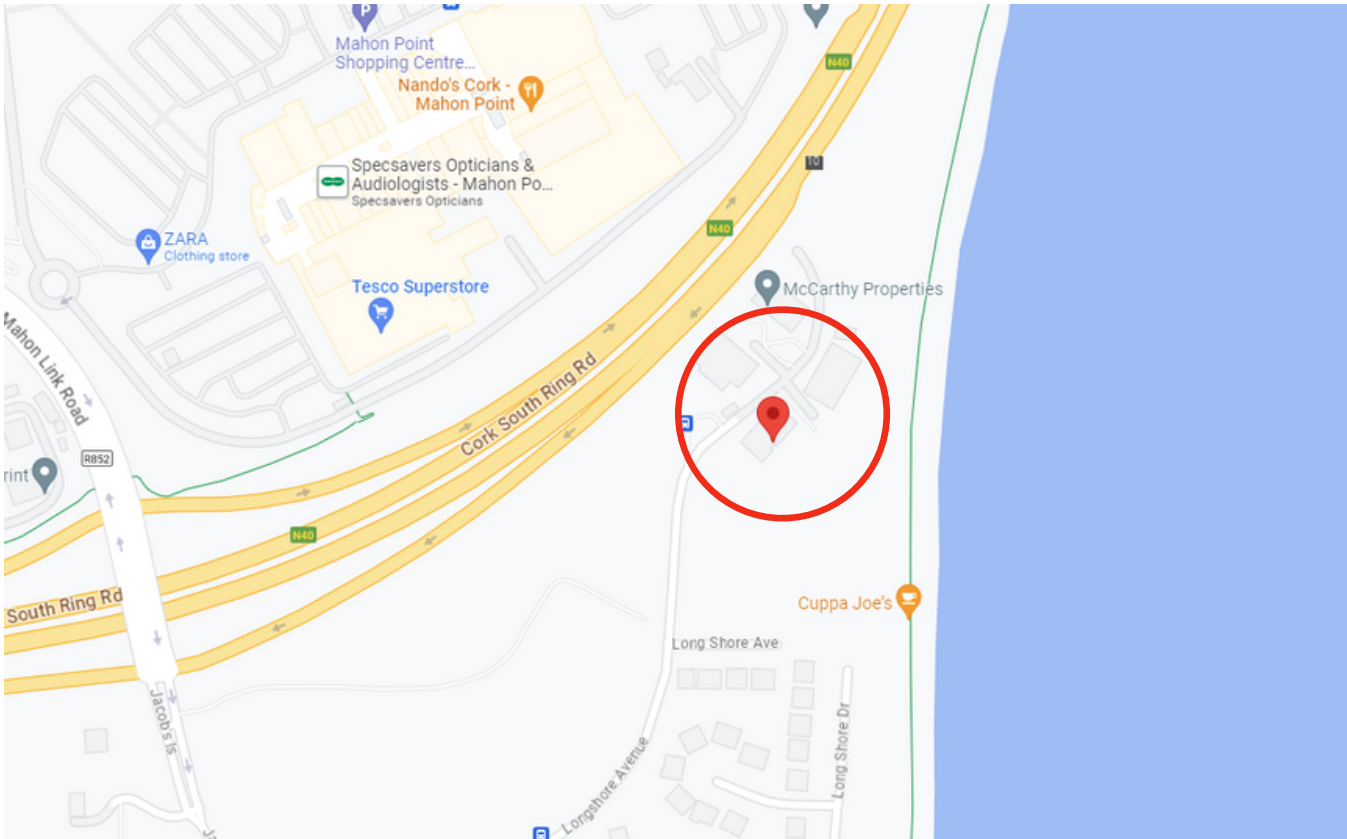 P
Mahon Point
Shopping Centre...
Nando's Cork -
Mahon Point
N40
10
Specsavers Opticians &
Audiologists - Mahon Po...
Specsavers Opticians
N40
ZARA
Clothing store
Tesco Superstore
McCarthy Properties
Mahon Link Road
Cork South Ring Rd
R852
rint
N40
South Ring Rd
Cuppa Joe's
Long Shore Ave
Jacob's Is
Long Shore Dr
Longshore Avenue
Ja